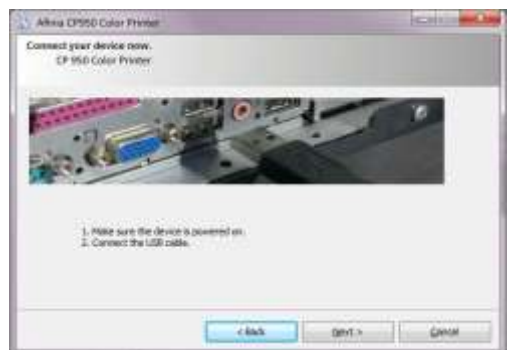 Afinia CP950 Color Printer
Connect your device now.
CP 950 Color Printer
1. Make sure the device is powered on.
2. Connect the USB cable.
< Back
Next >
Cancel